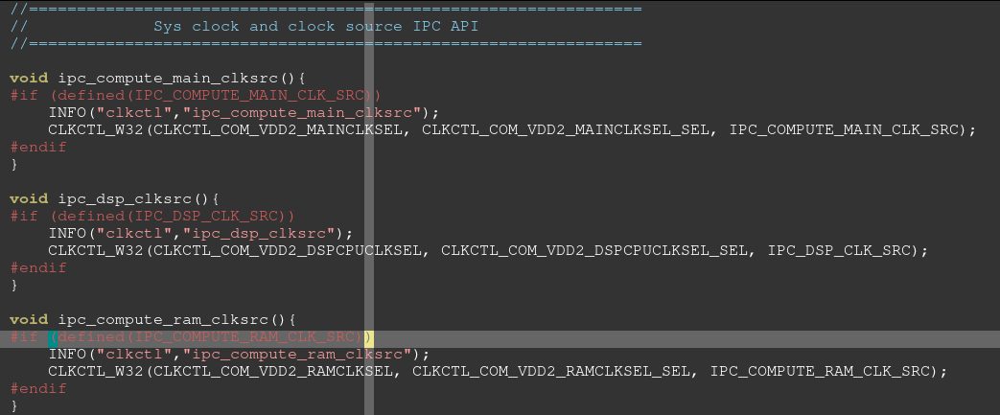 //================================================================
//             Sys clock and clock source IPC API
//================================================================
void ipc_compute_main_clksrc(){
#if (defined(IPC_COMPUTE_MAIN_CLK_SRC))
    INFO("clkctl","ipc_compute_main_clksrc");
    CLKCTL_W32(CLKCTL_COM_VDD2_MAINCLKSEL, CLKCTL_COM_VDD2_MAINCLKSEL_SEL, IPC_COMPUTE_MAIN_CLK_SRC);
#endif
}
void ipc_dsp_clksrc(){
#if (defined(IPC_DSP_CLK_SRC))
    INFO("clkctl","ipc_dsp_clksrc");
    CLKCTL_W32(CLKCTL_COM_VDD2_DSPCPUCLKSEL, CLKCTL_COM_VDD2_DSPCPUCLKSEL_SEL, IPC_DSP_CLK_SRC);
#endif
}
void ipc_compute_ram_clksrc(){
#if (defined(IPC_COMPUTE_RAM_CLK_SRC))
    INFO("clkctl","ipc_compute_ram_clksrc");
    CLKCTL_W32(CLKCTL_COM_VDD2_RAMCLKSEL, CLKCTL_COM_VDD2_RAMCLKSEL_SEL, IPC_COMPUTE_RAM_CLK_SRC);
#endif
}